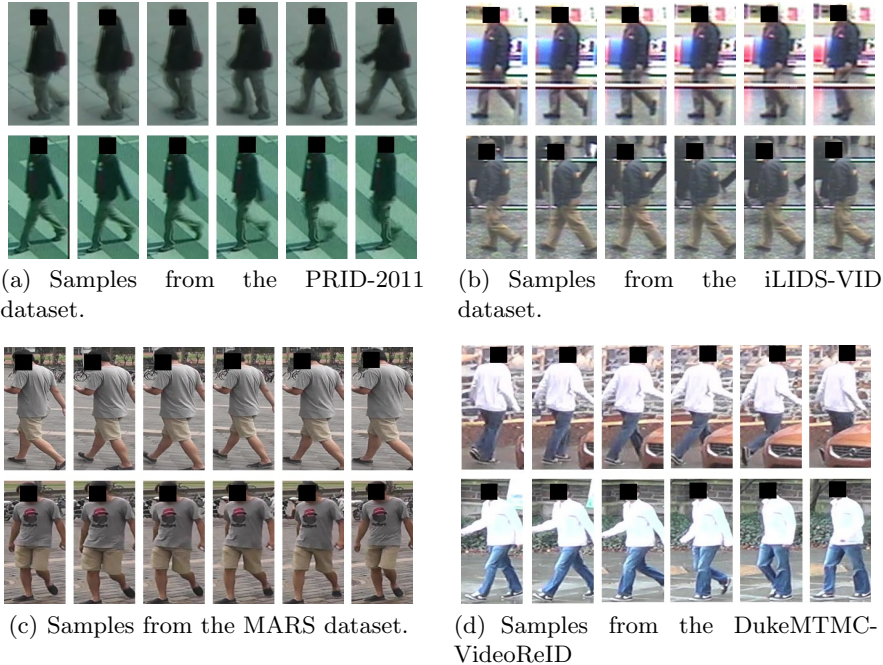 (a) Samples from the PRID-2011
dataset.
(b) Samples from the iLIDS-VID
dataset.
(c) Samples from the MARS dataset.
(d) Samples from the DukeMTMC-
VideoReID